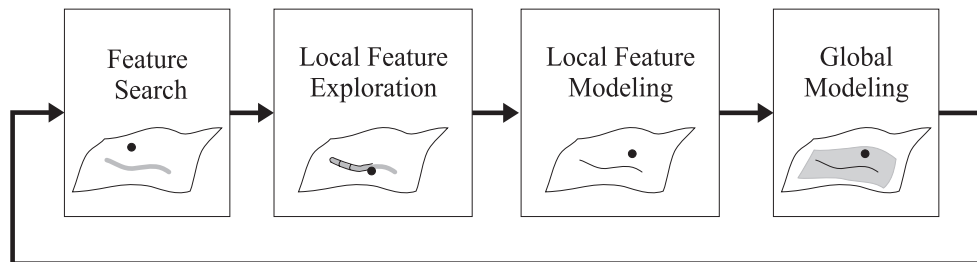 Feature
Search
Local Feature
Exploration
Local Feature
Modeling
Global
Modeling